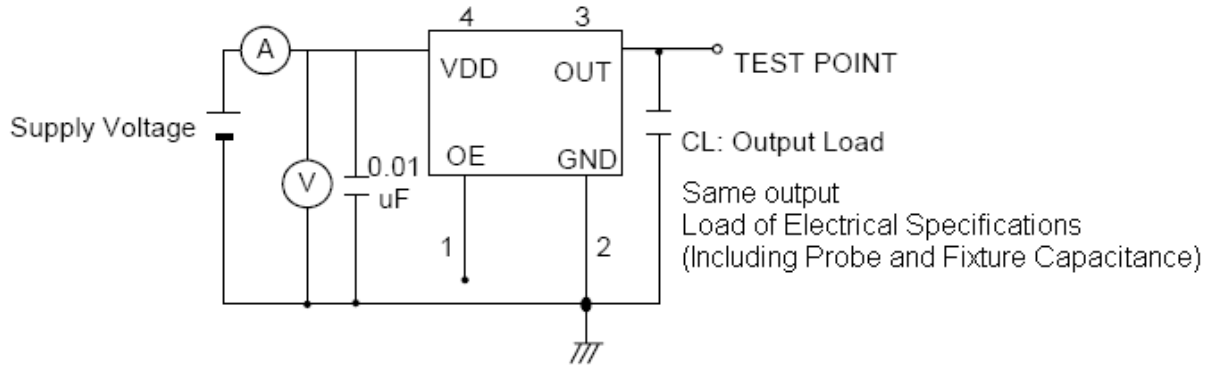 4
3
A
VDD
OUT
TEST POINT
Supply Voltage
CL: Output Load
OE
GND
V
0.01
uF
Same output
Load of Electrical Specifications
(Including Probe and Fixture Capacitance)
1
2